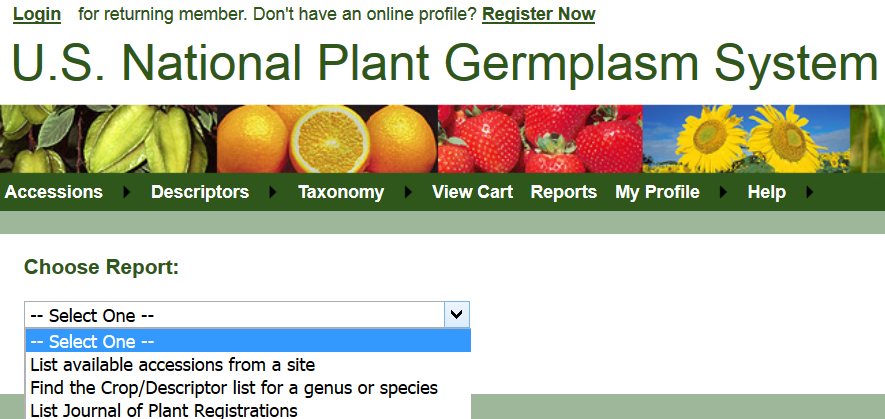 Login for returning member. Don't have an online profile? Register Now
U.S. National Plant Germplasm System
Accessions Descriptors Taxonomy View Cart Reports My Profile Help
Choose Report:
-- Select One --
-- Select One --
List available accessions from a site
Find the Crop/Descriptor list for a genus or species
List Journal of Plant Registrations